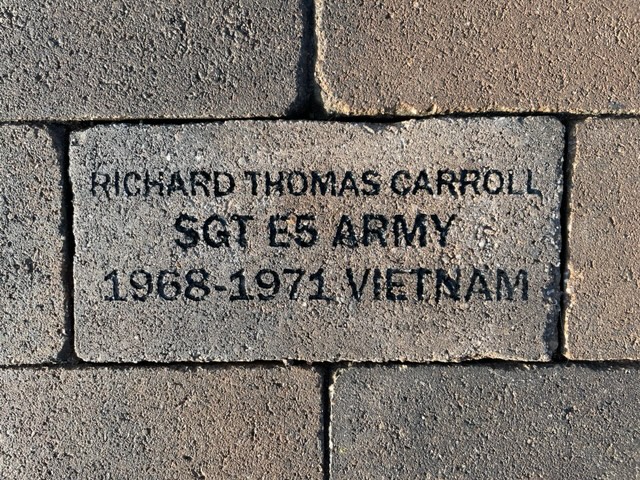 RICHARD THOMAS CARROLL
SGT E5 ARMY
1968-1971 VIETNAM